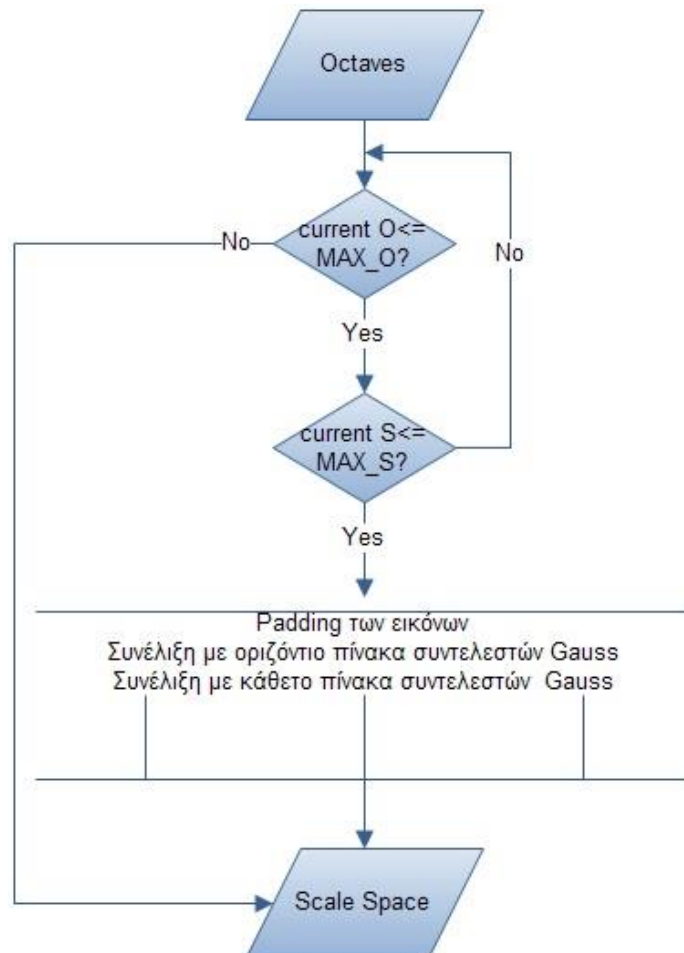 Octaves
current O<=
MAX_O?
No
No
Yes
current S<=
MAX_S?
Yes
Padding των εικόνων
Συνέλιξη με οριζόντιο πίνακα συντελεστών Gauss
Συνέλιξη με κάθετο πίνακα συντελεστών Gauss
Scale Space